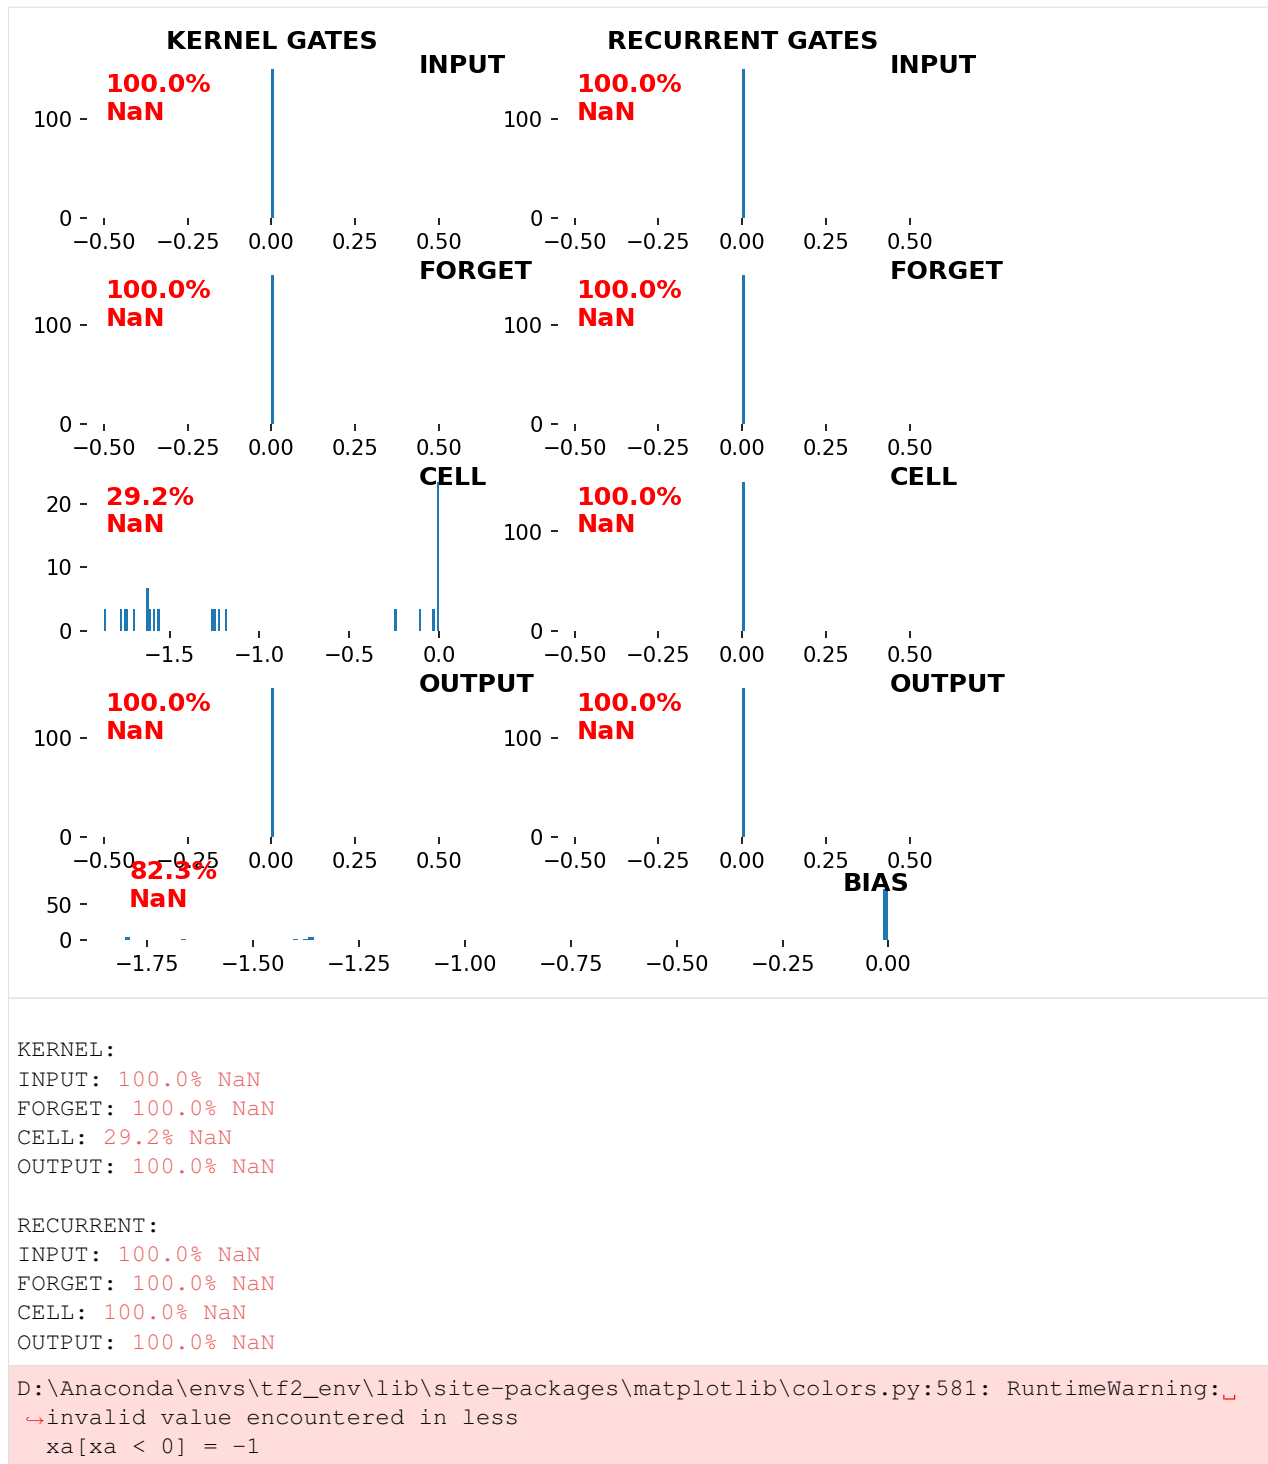 KERNEL GATES RECURRENT GATES
INPUT INPUT
100.0% 100.0%
NaN NaN
100 100
0 0
−0.50 −0.25 0.00 0.25 0.50 −0.50 −0.25 0.00 0.25 0.50
FORGET FORGET
100.0% 100.0%
NaN NaN
100 100
0 0
−0.50 −0.25 0.00 0.25 0.50 −0.50 −0.25 0.00 0.25 0.50
CELL CELL
29.2% 100.0%
NaN NaN
20
10 100
0 0
−1.5 −1.0 −0.5 0.0 −0.50 −0.25 0.00 0.25 0.50
OUTPUT OUTPUT
100.0% 100.0%
NaN NaN
100 100
0 0
−0.50 −0.25 0.00 0.25 0.50 −0.50 −0.25 0.00 0.25 0.50
82.3%
NaN
BIAS
50
0
−1.75 −1.50 −1.25 −1.00 −0.75 −0.50 −0.25 0.00
KERNEL:
INPUT: 100.0% NaN
FORGET: 100.0% NaN
CELL: 29.2% NaN
OUTPUT: 100.0% NaN
RECURRENT:
INPUT: 100.0% NaN
FORGET: 100.0% NaN
CELL: 100.0% NaN
OUTPUT: 100.0% NaN
D:\Anaconda\envs\tf2_env\lib\site-packages\matplotlib\colors.py:581: RuntimeWarning:␣
↪invalid value encountered in less
xa[xa < 0] = -1